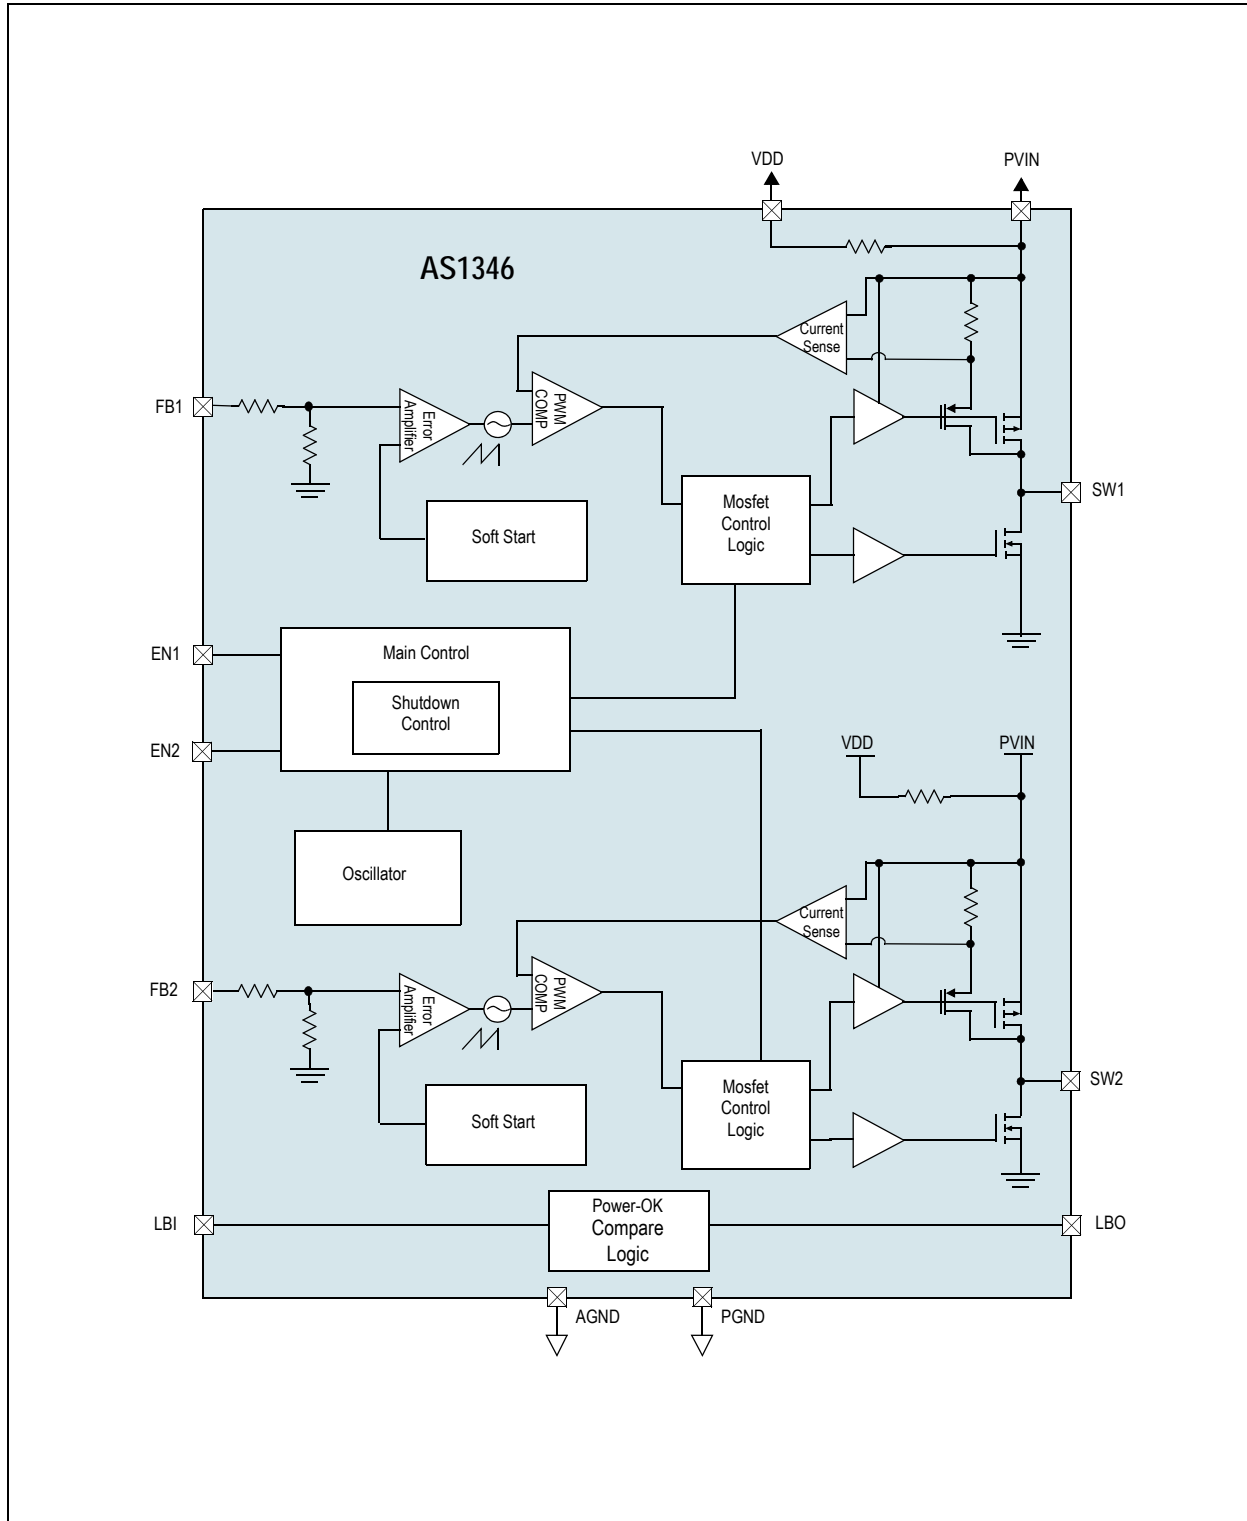 VDD
PVIN
AS1346
Current
Sense
FB1
Error
Amplifier
PWM
COMP
Soft Start
Mosfet
Control
Logic
SW1
EN1
Main Control
Shutdown
Control
EN2
VDD
PVIN
Oscillator
Current
Sense
FB2
Error
Amplifier
PWM
COMP
Soft Start
Mosfet
Control
Logic
SW2
LBI
Power-OK
Compare
Logic
LBO
AGND
PGND